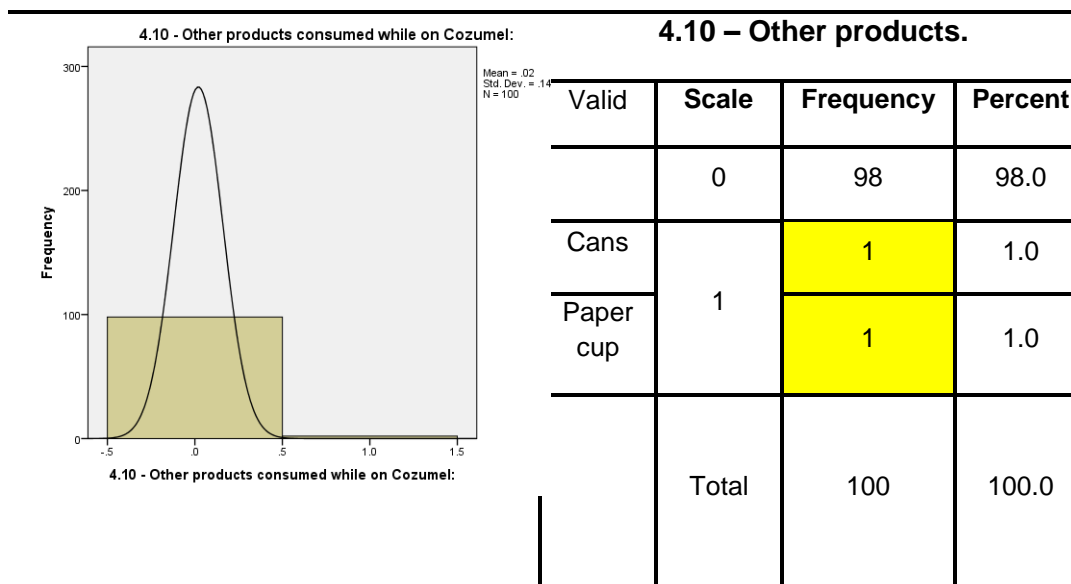 4.10 - Other products consumed while on Cozumel:
Mean = .02
Std. Dev. = .14
N = 100
300
200
100
0
Frequency
-.5 .0 .5 1.0 1.5
4.10 - Other products consumed while on Cozumel:
4.10 – Other products.
Valid Scale Frequency Percent
0 98 98.0
Cans 1 1 1.0
Paper
cup 1 1.0
Total 100 100.0